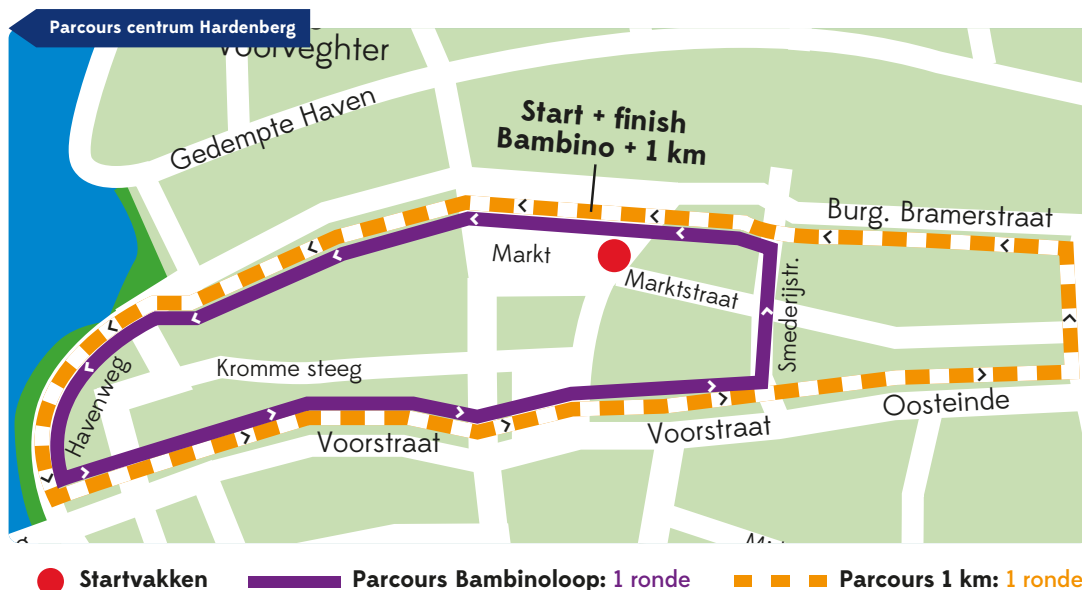 Parcours centrum Hardenberg
Voorveghter
Gedempte Haven
Start + finish
Bambino + 1 km
Burg. Bramerstraat
Markt
Marktstraat
Smederijstr.
Kromme steeg
Havenweg
Voorstraat
Voorstraat
Oosteinde
Startvakken
Parcours Bambinoloop: 1 ronde
Parcours 1 km: 1 ronde